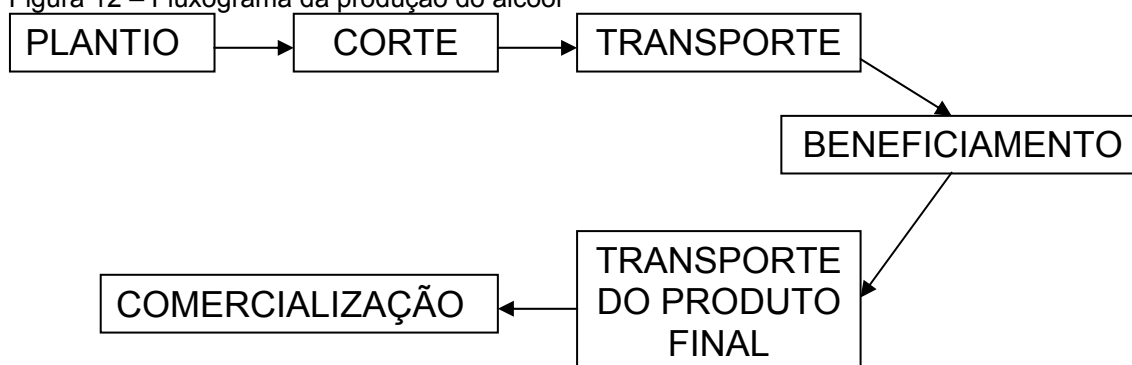 Figura 12 – Fluxograma da produção do álcool
PLANTIO
CORTE
TRANSPORTE
BENEFICIAMENTO
TRANSPORTE
DO PRODUTO
FINAL
COMERCIALIZAÇÃO